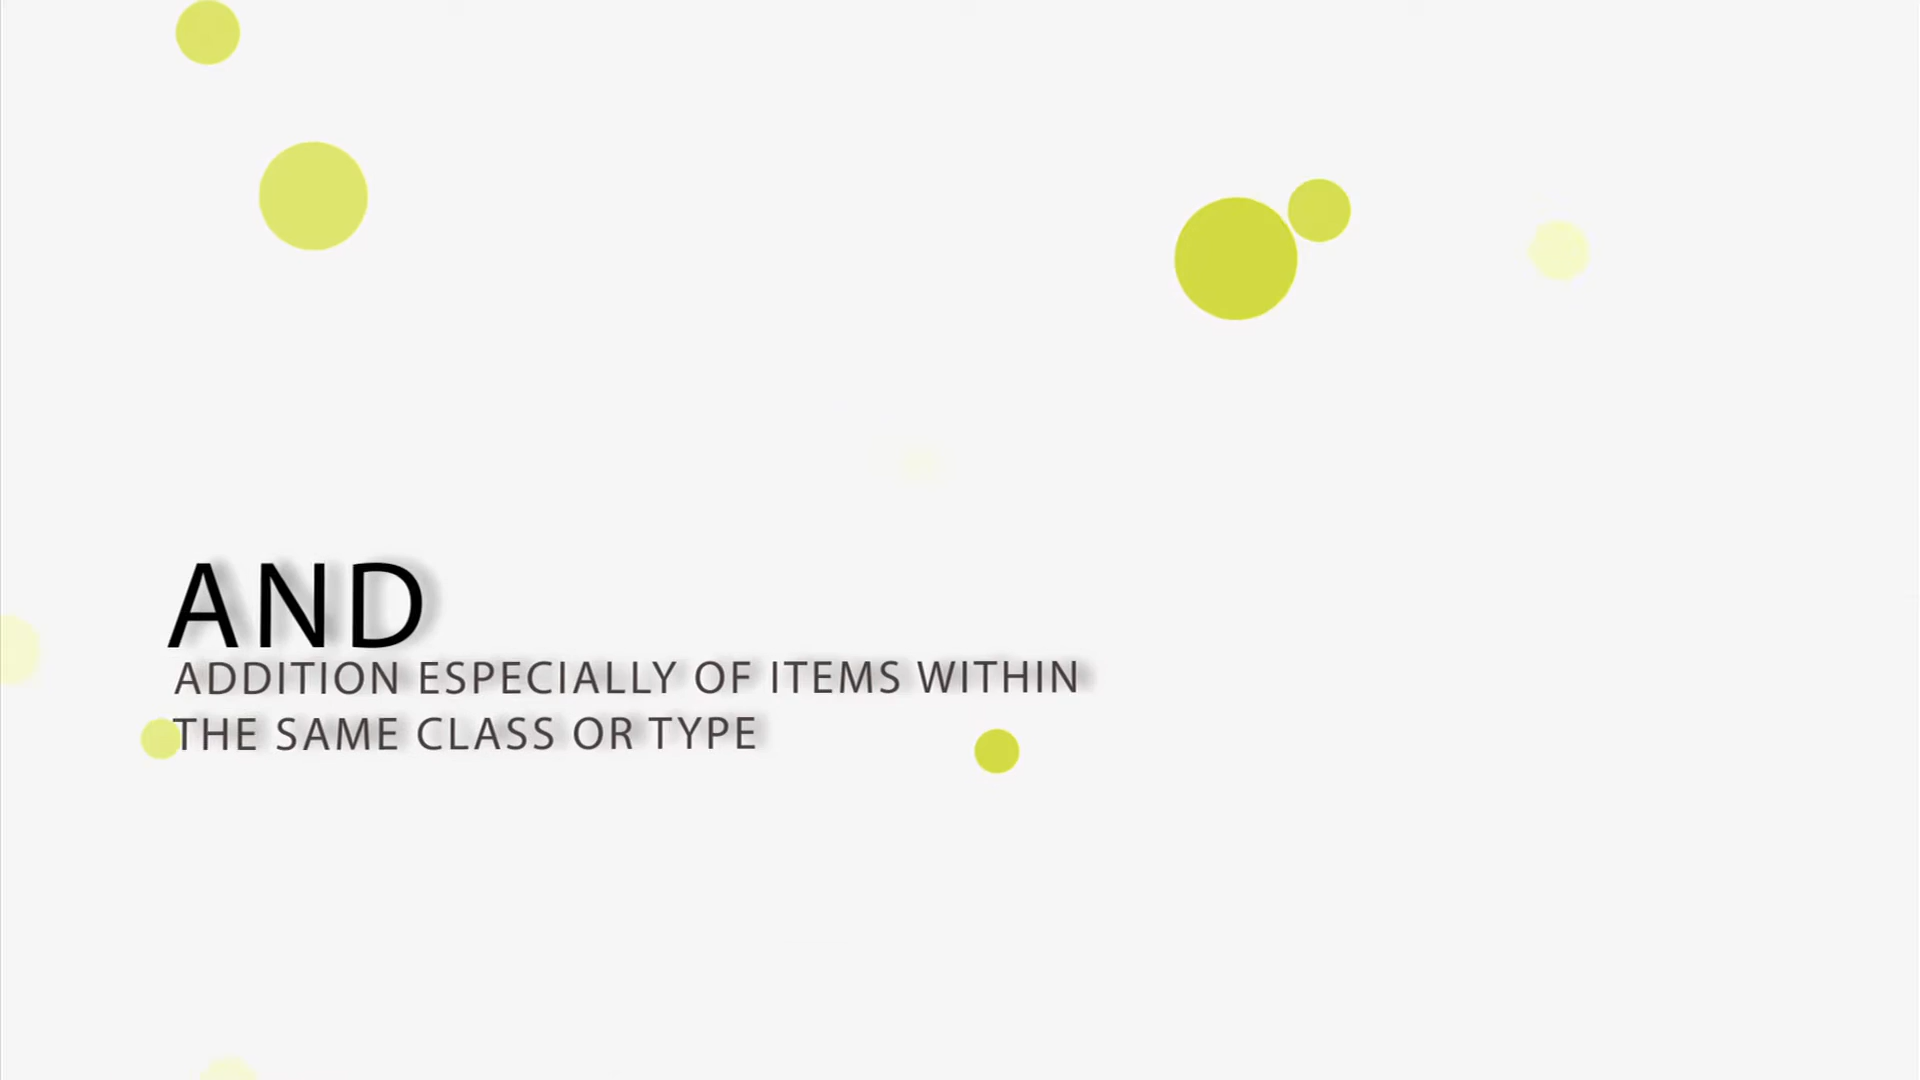 AND
ADDITION ESPECIALLY OF ITEMS WITHIN
THE SAME CLASS OR TYPE